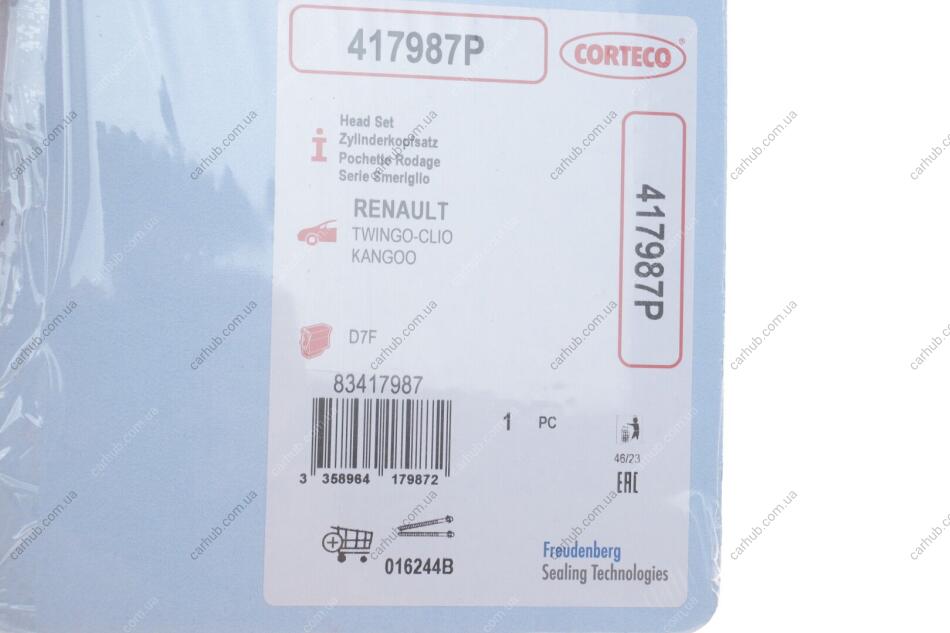 417987P
CORTECO®
Head Set
Zylinderkopfsatz
Pochette Rodage
Serie Smeriglio
417987P
RENAULT
TWINGO-CLIO
KANGOO
D7F
83417987
1 PC
46/23
3 358964 179872
EAC
016244B
Freudenberg
Sealing Technologies
carhub.com.ua